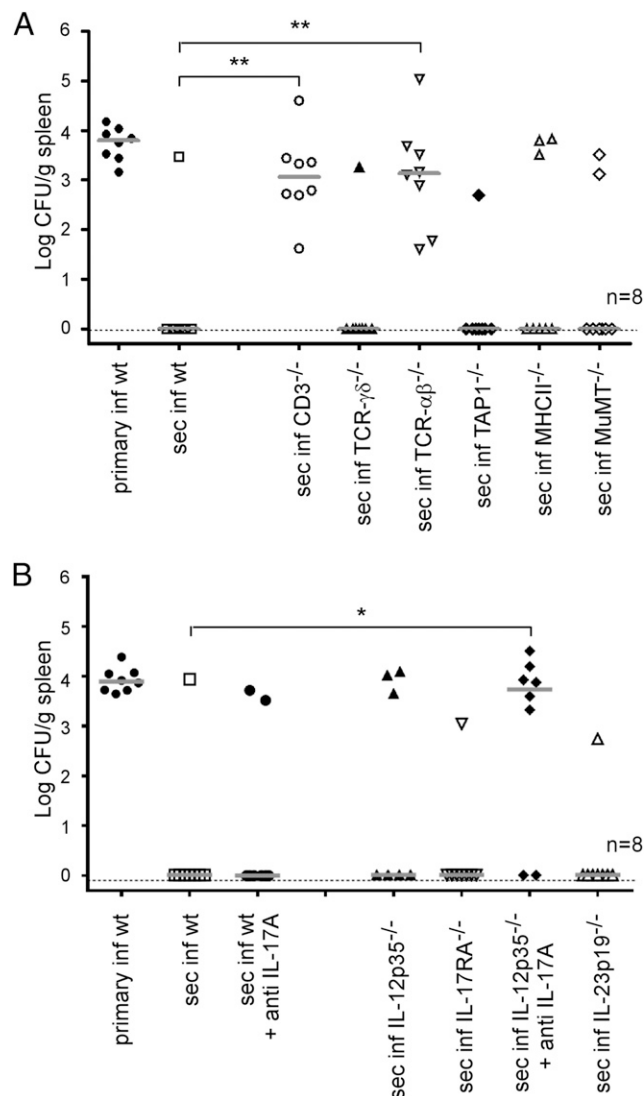 A
Log CFU/g spleen
6
5
4
3
2
1
0
**
**
n=8
primary inf wt
sec inf wt
sec inf CD3-/-
sec inf TCR-γδ-/-
sec inf TCR-αβ-/-
sec inf TAP1-/-
sec inf MHCII-/-
sec inf MuMT-/-
B
Log CFU/g spleen
6
5
4
3
2
1
0
*
n=8
primary inf wt
sec inf wt
sec inf wt
+ anti IL-17A
sec inf IL-12p35-/-
sec inf IL-17RA-/-
sec inf IL-12p35-/-
+ anti IL-17A
sec inf IL-23p19-/-